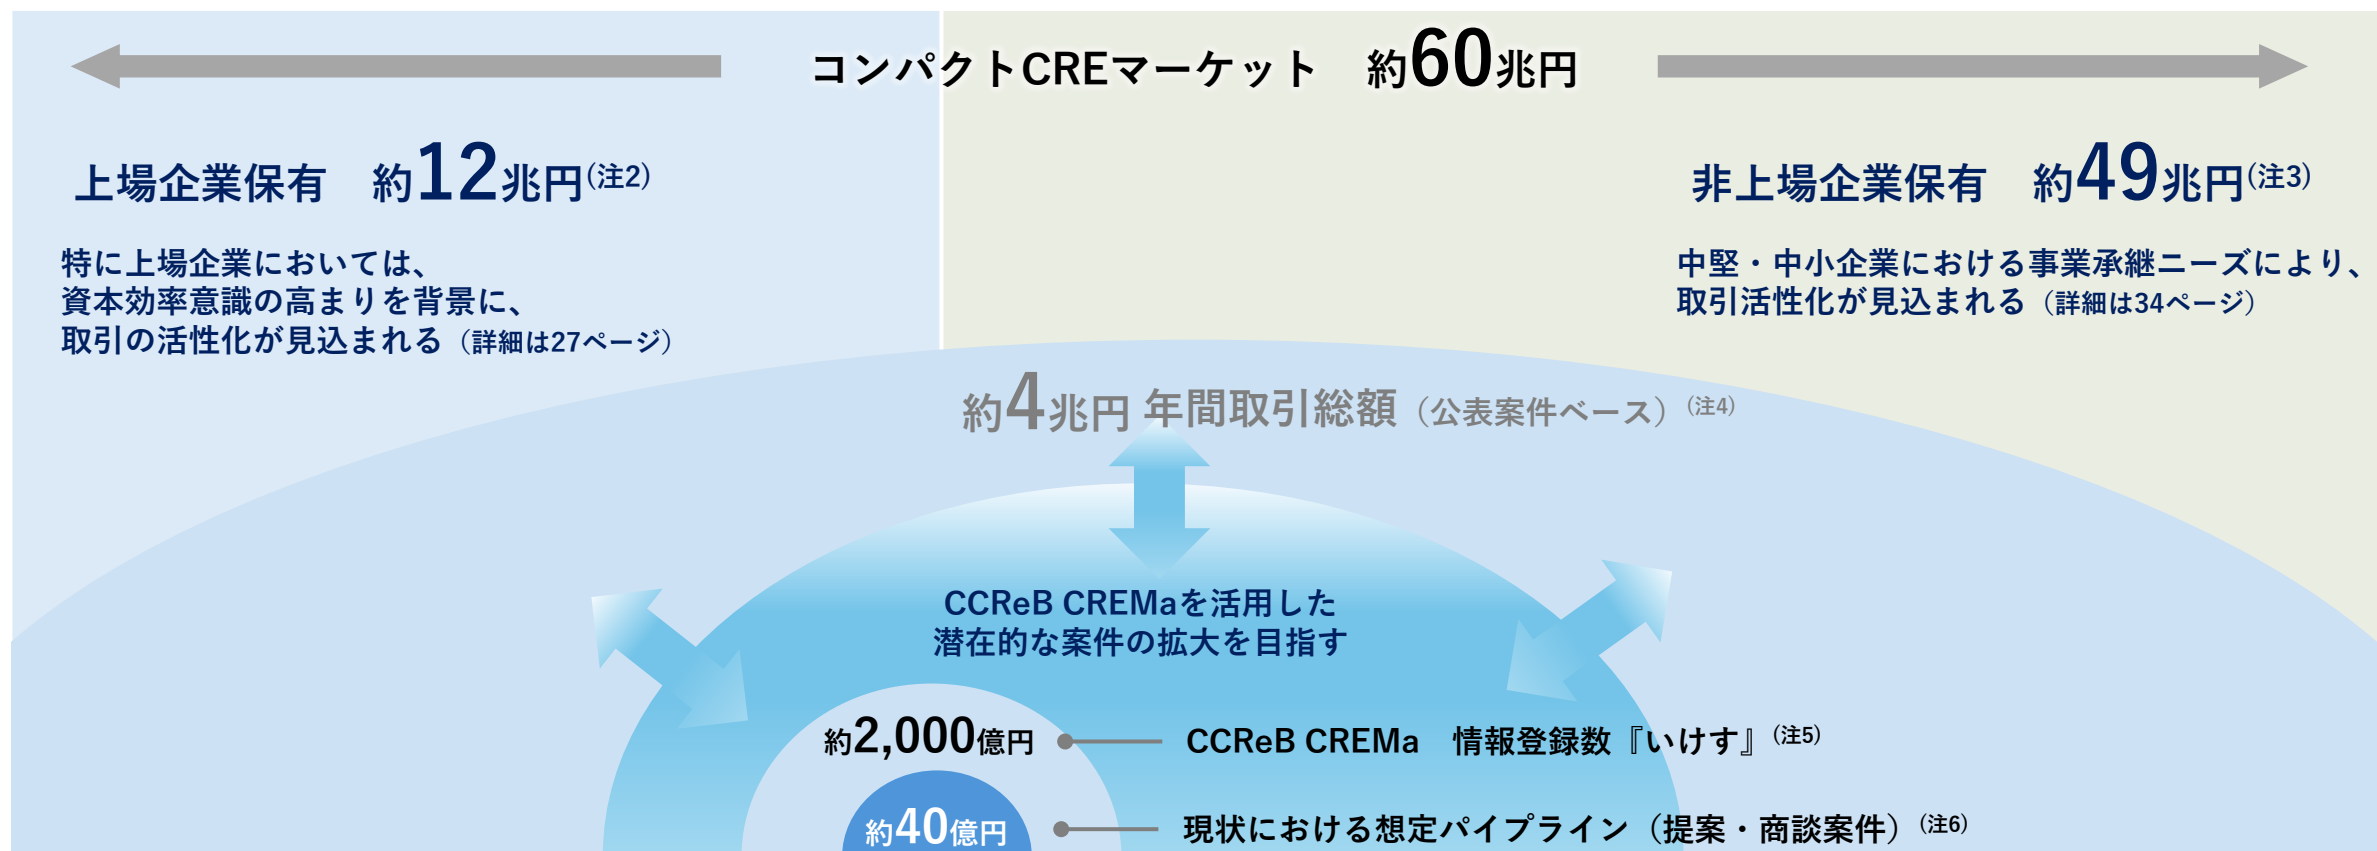 コンパクトCREマーケット　約60兆円
上場企業保有　約12兆円(注2)
特に上場企業においては、
資本効率意識の高まりを背景に、
取引の活性化が見込まれる（詳細は27ページ）
非上場企業保有　約49兆円(注3)
中堅・中小企業における事業承継ニーズにより、
取引活性化が見込まれる（詳細は34ページ）
約4兆円 年間取引総額（公表案件ベース）(注4)
CCReB CREMaを活用した
潜在的な案件の拡大を目指す
約2,000億円
CCReB CREMa　情報登録数『いけす』(注5)
約40億円
現状における想定パイプライン（提案・商談案件）(注6)